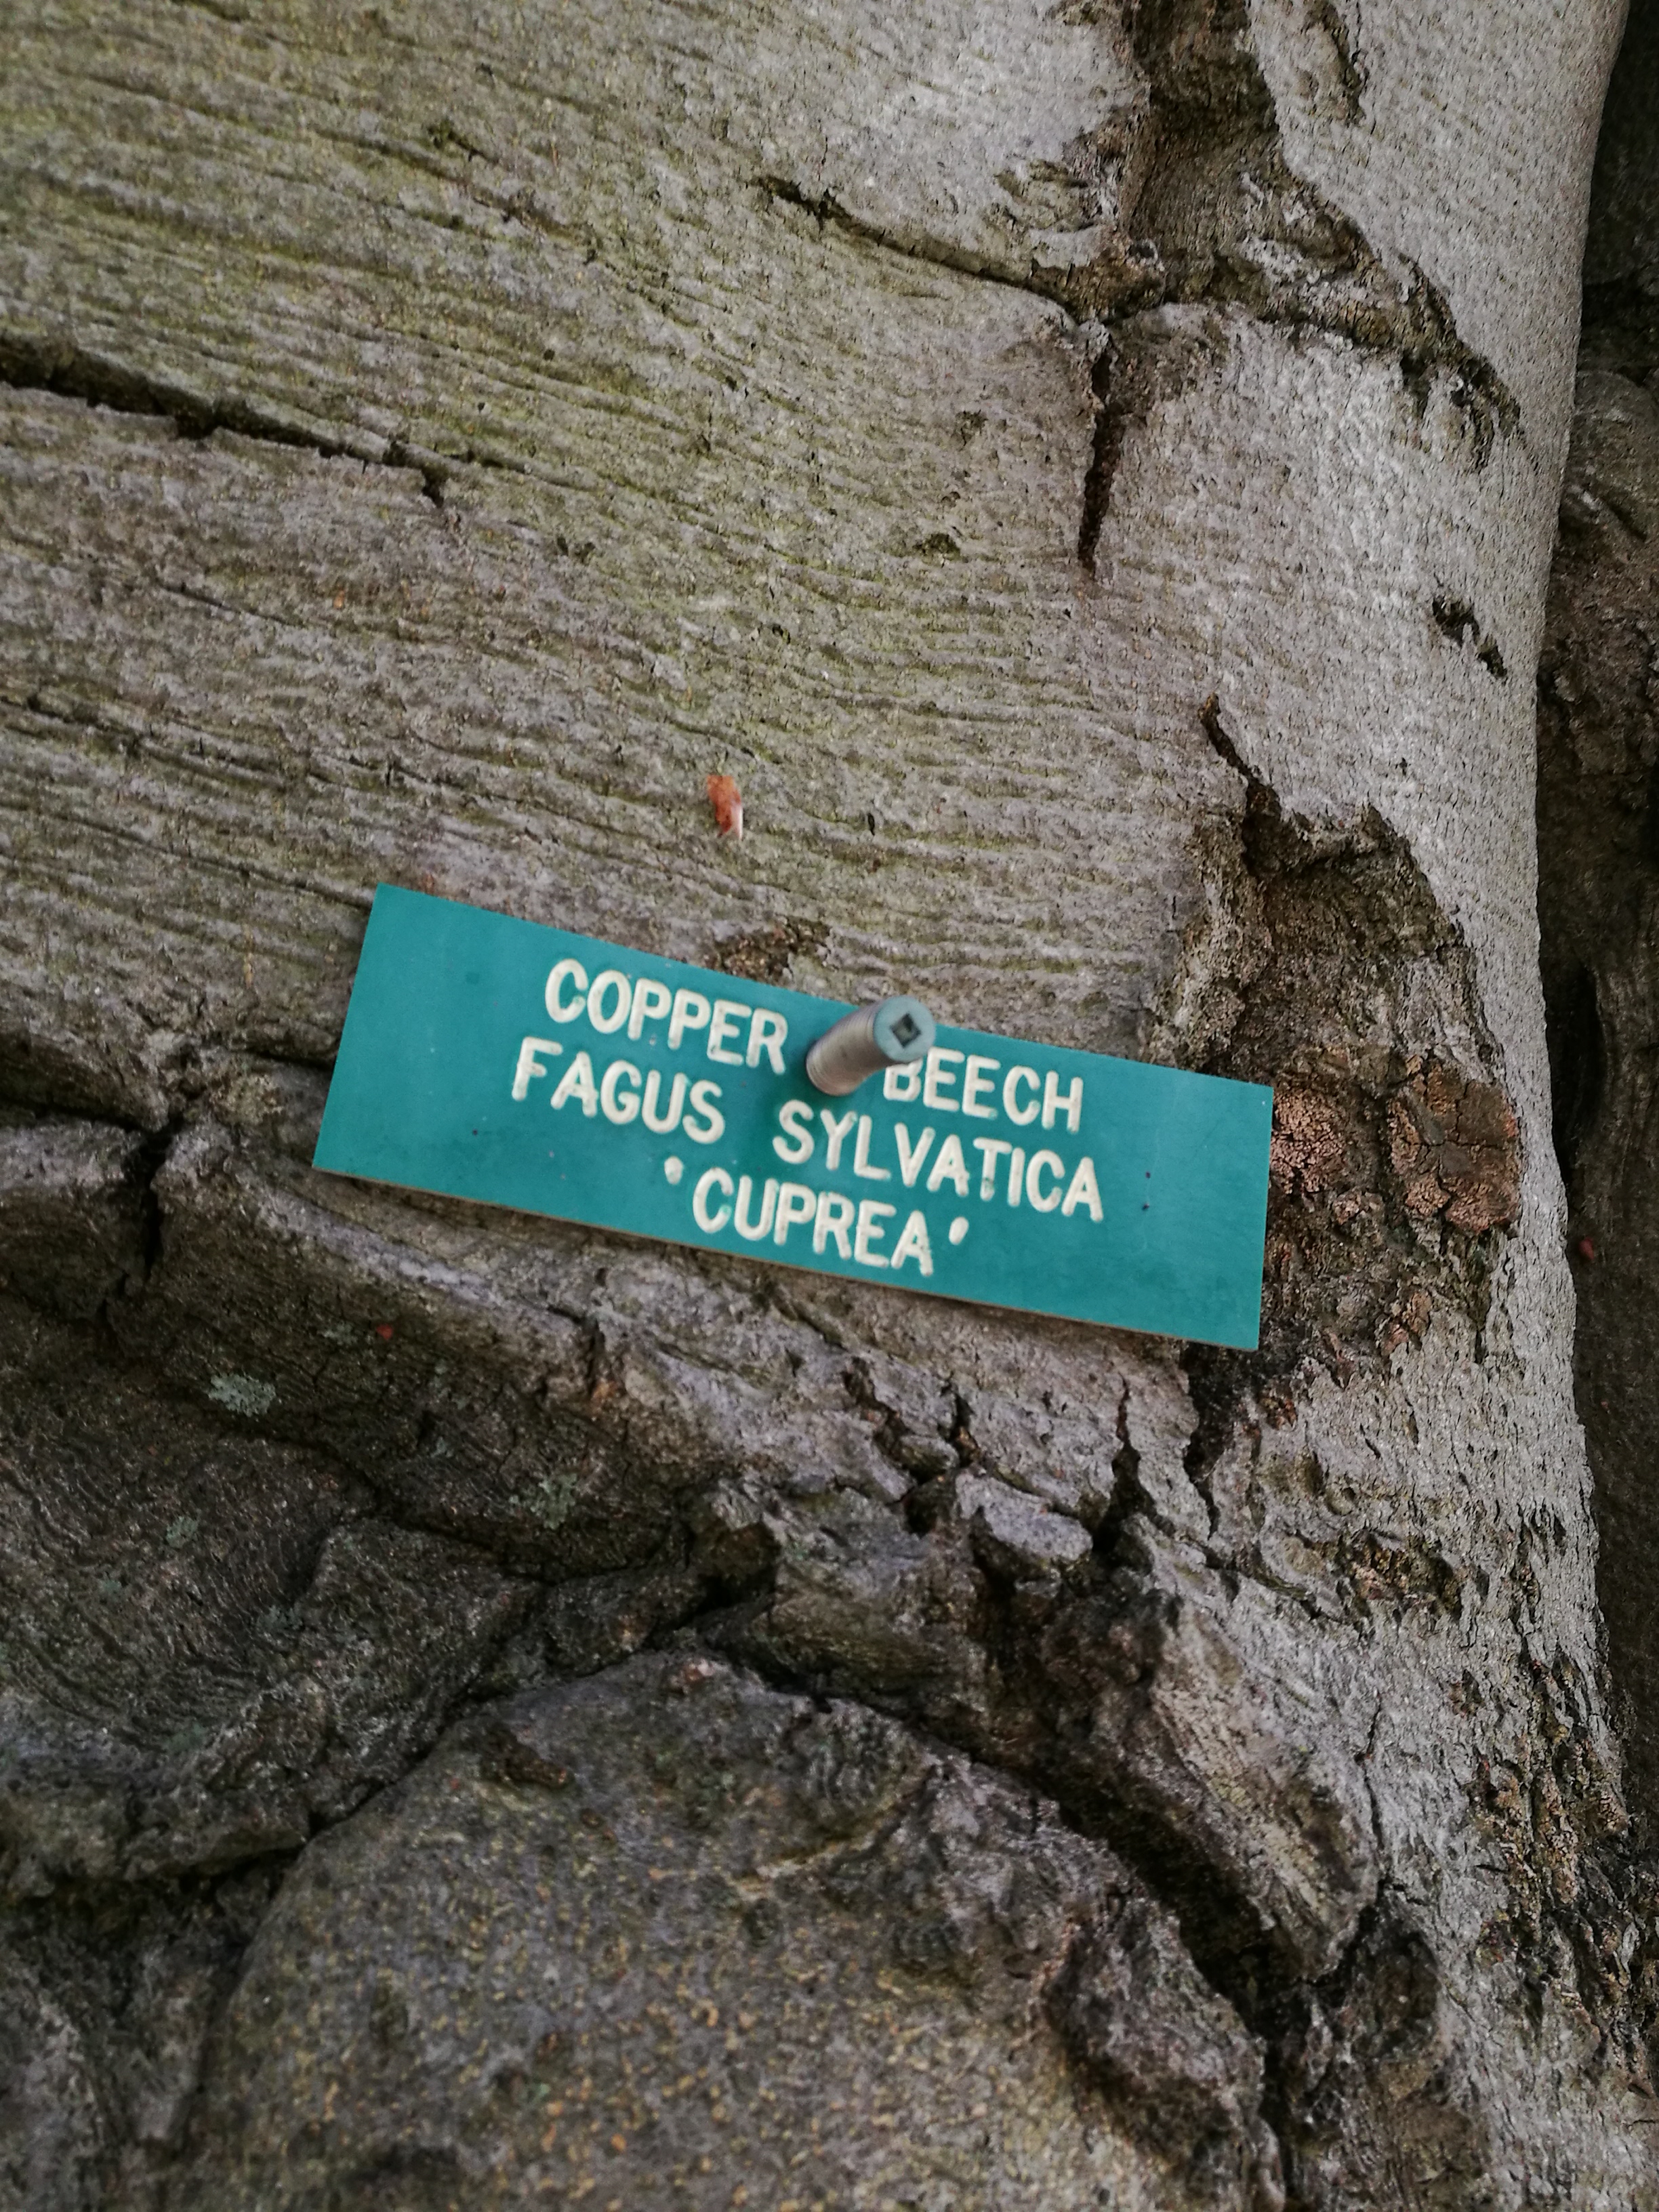 COPPER BEECH
FAGUS SYLVATICA
'CUPREA'